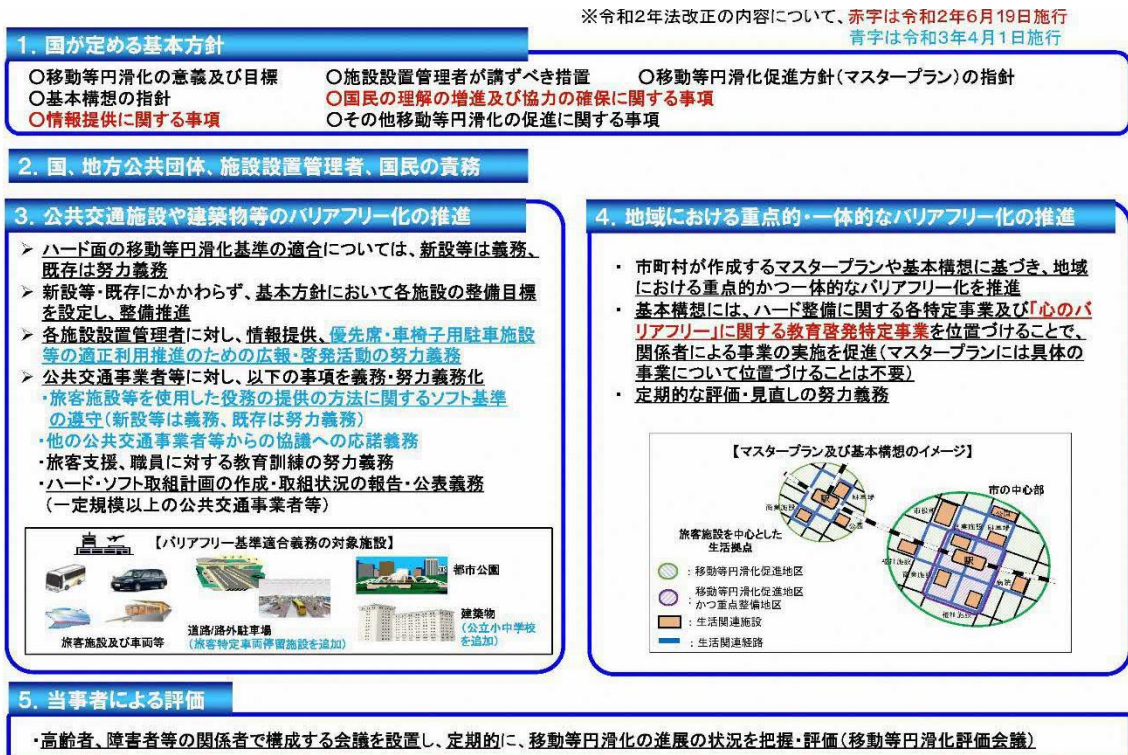 ※令和2年法改正の内容について、赤字は令和2年6月19日施行
青字は令和3年4月1日施行
1. 国が定める基本方針
○移動等円滑化の意義及び目標 ○施設設置管理者が講ずべき措置 ○移動等円滑化促進方針(マスタープラン)の指針
○基本構想の指針 ○国民の理解の増進及び協力の確保に関する事項
○情報提供に関する事項 ○その他移動等円滑化の促進に関する事項
2. 国、地方公共団体、施設設置管理者、国民の責務
3. 公共交通施設や建築物等のバリアフリー化の推進
➢ ハード面の移動等円滑化基準の適合については、新設等は義務、
既存は努力義務
➢ 新設等・既存にかかわらず、基本方針において各施設の整備目標
を設定し、整備推進
➢ 各施設設置管理者に対し、情報提供、優先席・車椅子用駐車施設
等の適正利用推進のための広報・啓発活動の努力義務
➢ 公共交通事業者等に対し、以下の事項を義務・努力義務化
・旅客施設等を使用した役務の提供の方法に関するソフト基準
の遵守(新設等は義務、既存は努力義務)
・他の公共交通事業者等からの協議への応諾義務
・旅客支援、職員に対する教育訓練の努力義務
・ハード・ソフト取組計画の作成・取組状況の報告・公表義務
(一定規模以上の公共交通事業者等)
【バリアフリー基準適合義務の対象施設】
都市公園
旅客施設及び車両等
道路/路外駐車場
(旅客特定車両停留施設を追加)
建築物
(公立小中学校
を追加)
4. 地域における重点的・一体的なバリアフリー化の推進
・ 市町村が作成するマスタープランや基本構想に基づき、地域
における重点的かつ一体的なバリアフリー化を推進
・ 基本構想には、ハード整備に関する各特定事業及び「心のバ
リアフリー」に関する教育啓発特定事業を位置づけることで、
関係者による事業の実施を促進(マスタープランには具体の
事業について位置づけることは不要)
・ 定期的な評価・見直しの努力義務
【マスタープラン及び基本構想のイメージ】
市の中心部
駅
駐車場
商業施設
公園
旅客施設を中心とした
生活拠点
市役所
商業施設
駐車場
公園
福祉施設
商業施設
駅
病院
福祉施設
:移動等円滑化促進地区
:移動等円滑化促進地区
かつ重点整備地区
:生活関連施設
:生活関連経路
5. 当事者による評価
・高齢者、障害者等の関係者で構成する会議を設置し、定期的に、移動等円滑化の進展の状況を把握・評価(移動等円滑化評価会議)